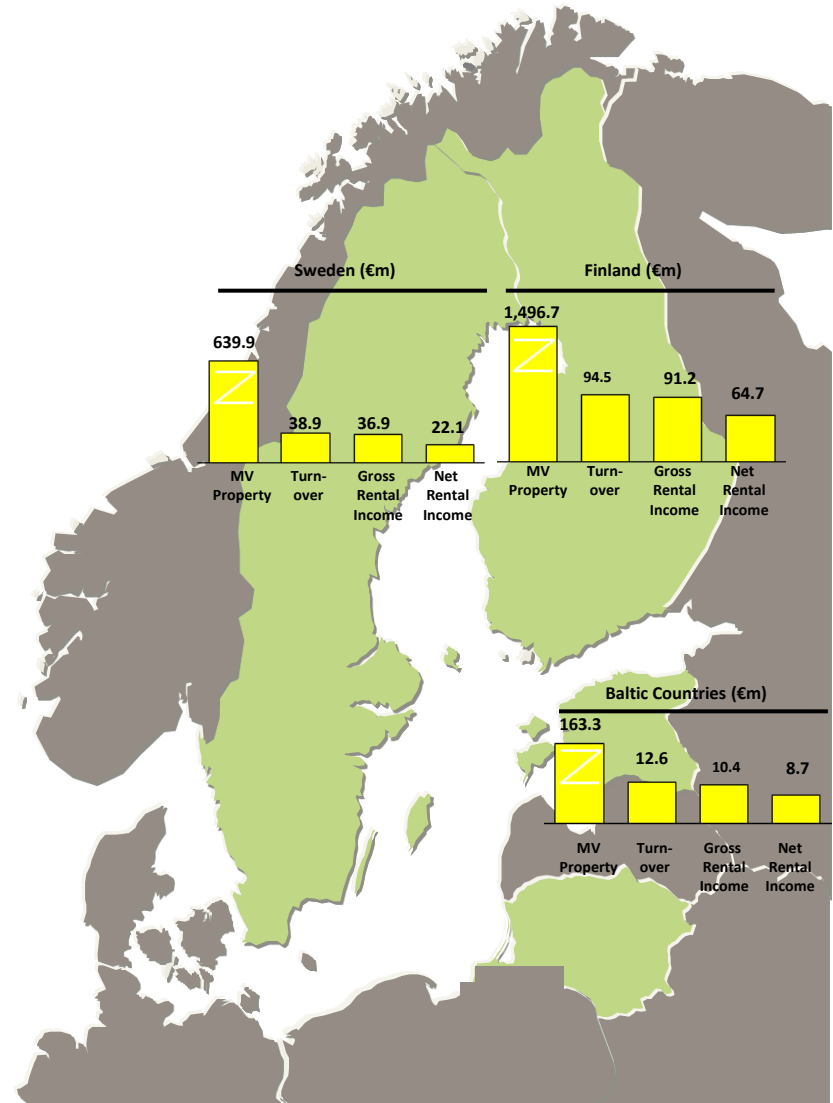 Sweden (€m)
639.9
38.9
36.9
22.1
MV
Property
Turn-
over
Gross
Rental
Income
Net
Rental
Income
Finland (€m)
1,496.7
94.5
91.2
64.7
MV
Property
Turn-
over
Gross
Rental
Income
Net
Rental
Income
Baltic Countries (€m)
163.3
12.6
10.4
8.7
MV
Property
Turn-
over
Gross
Rental
Income
Net
Rental
Income